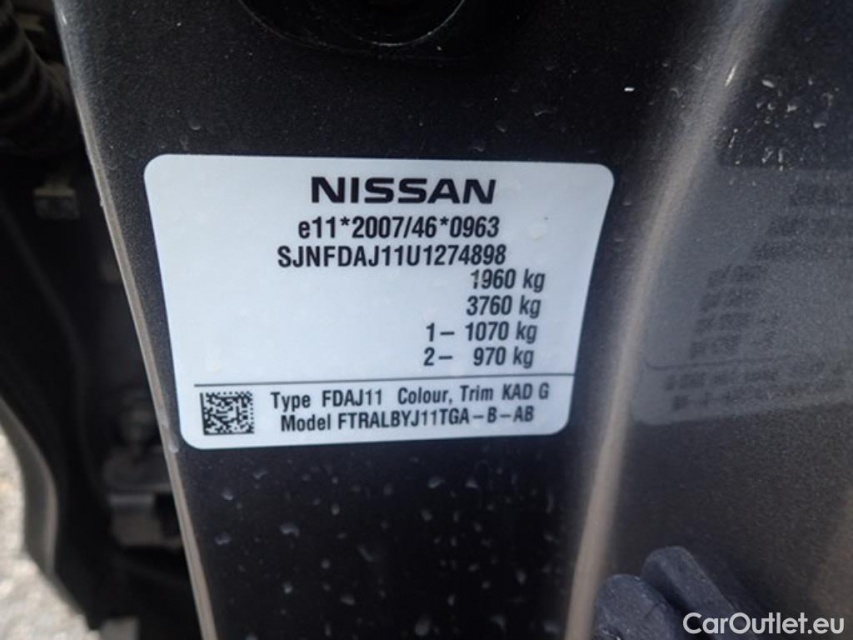 NISSAN
e11*2007/46*0963
SJNFDAJ11U1274898
1960 kg
3760 kg
1– 1070 kg
2– 970 kg
Type FDAJ11 Colour, Trim KAD G
Model FTRALBYJ11TGA–B–AB
CarOutlet.eu